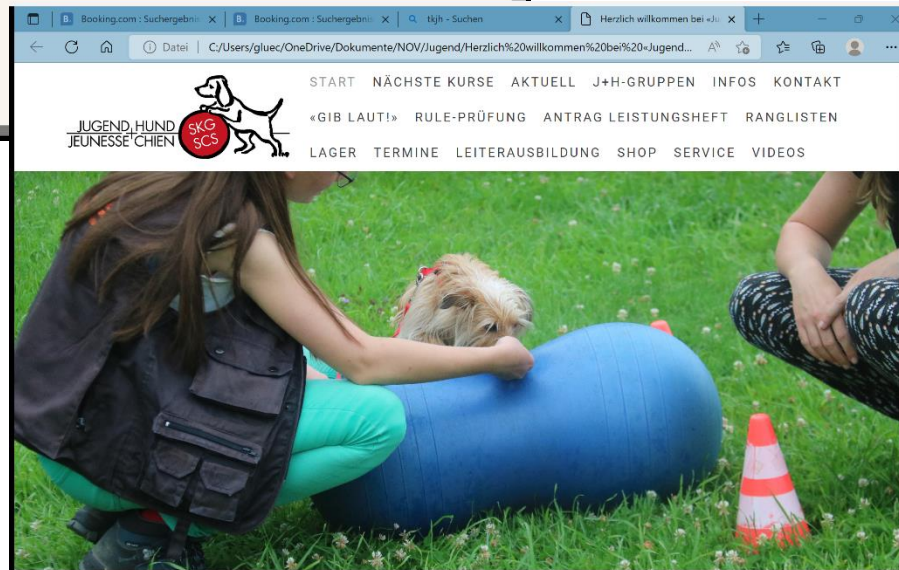 Booking.com : Suchergebnis
Booking.com : Suchergebnis
tkjh - Suchen
Herzlich willkommen bei «Ju
Datei
C:/Users/gluec/OneDrive/Dokumente/NOV/Jugend/Herzlich%20willkommen%20bei%20«Jugend...
START NÄCHSTE KURSE AKTUELL J+H-GRUPPEN INFOS KONTAKT
«GIB LAUT!» RULE-PRÜFUNG ANTRAG LEISTUNGSHEFT RANGLISTEN
LAGER TERMINE LEITERAUSBILDUNG SHOP SERVICE VIDEOS
JUGEND+HUND
JEUNESSE+CHIEN
SKG
SCS